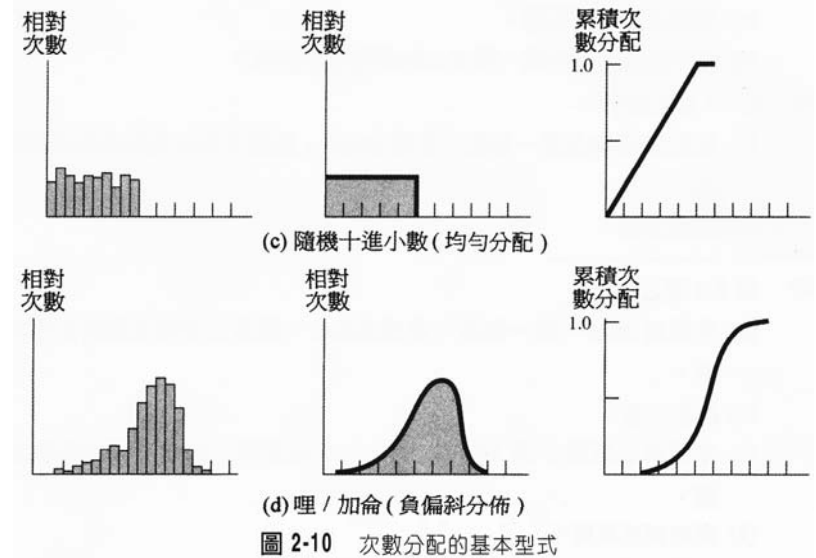 相對
次數
相對
次數
累積次
數分配
1.0
(c) 隨機十進小數 ( 均勻分配 )
相對
次數
相對
次數
累積次
數分配
1.0
(d) 哩 / 加侖 ( 負偏斜分佈 )
圖 2-10 次數分配的基本型式